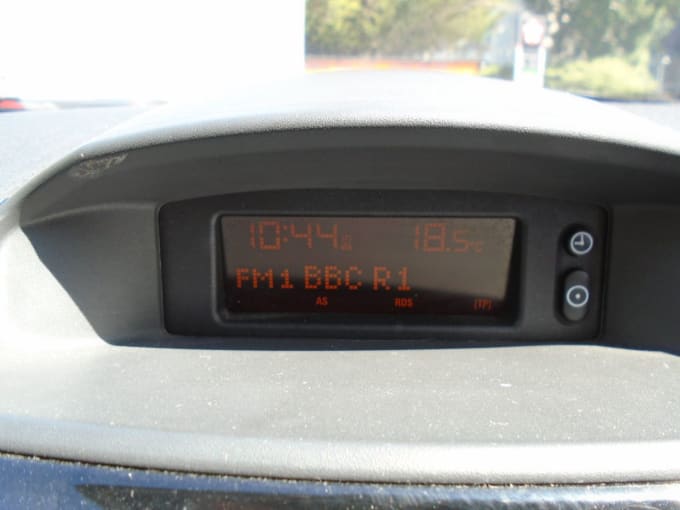 10:44 18.5°C
FM1 BBC R1
AS RDS [TP]